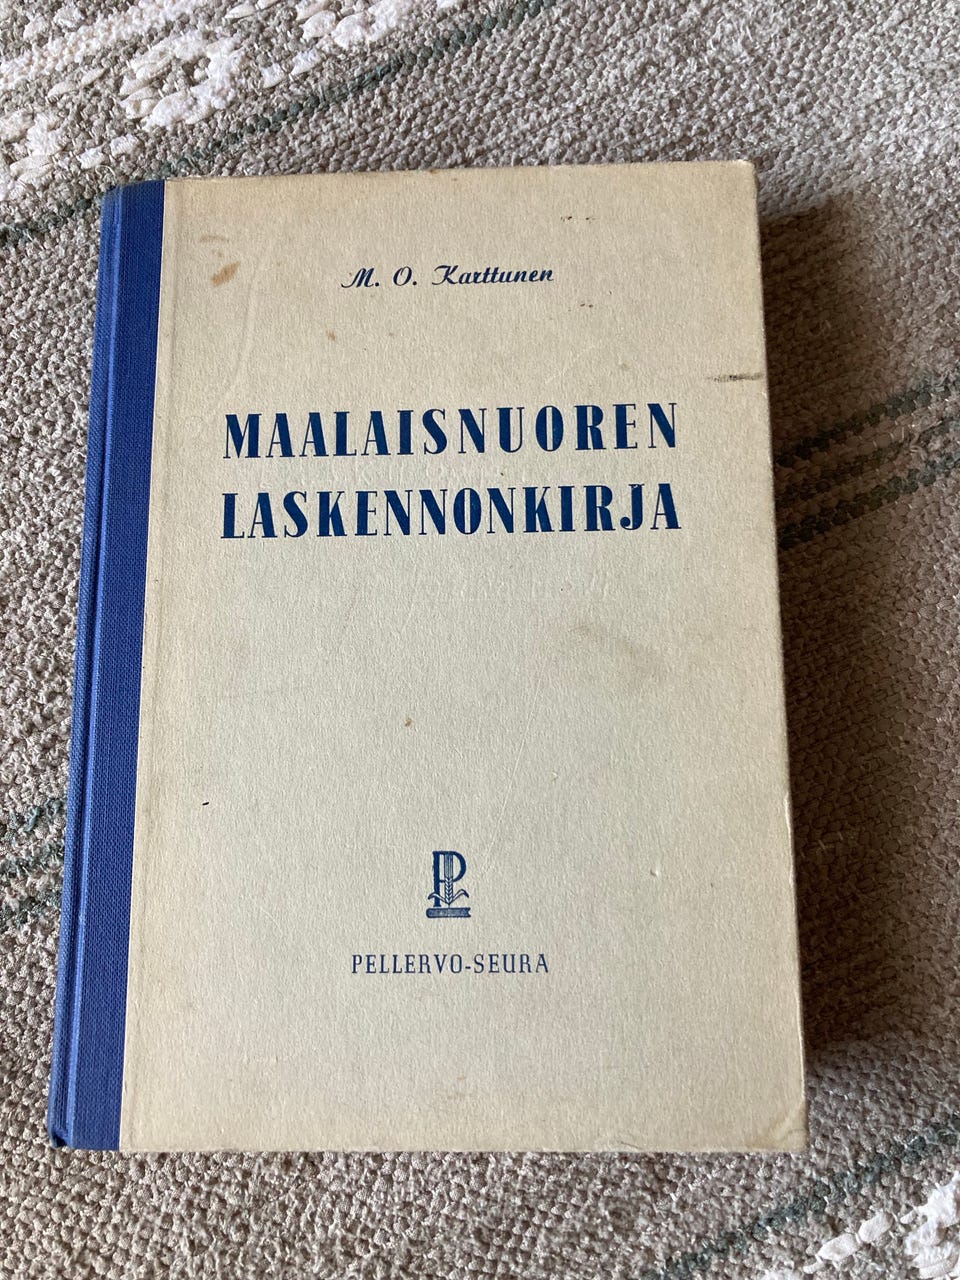 M. O. Karttunen
MAALAISNUOREN
LASKENNONKIRJA
PELLERVO-SEURA